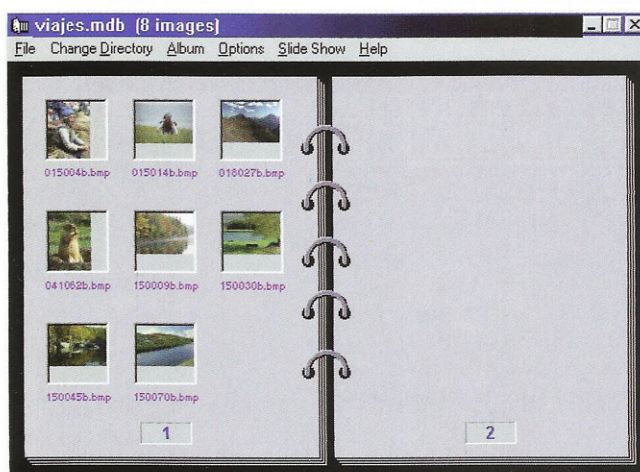 viajes.mdb (8 images)
File Change Directory Album Options Slide Show Help
015004b.bmp 015014b.bmp 018027b.bmp
041062b.bmp 150009b.bmp 150030b.bmp
150045b.bmp 150070b.bmp
1 2